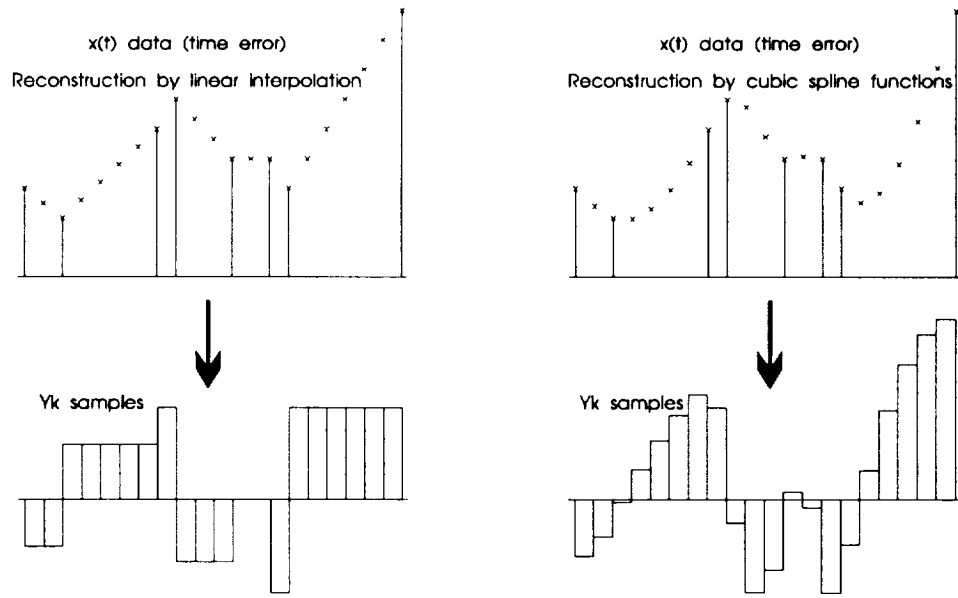 x(t) data (time error)
Reconstruction by linear interpolation
x(t) data (time error)
Reconstruction by cubic spline functions
Yk samples
Yk samples